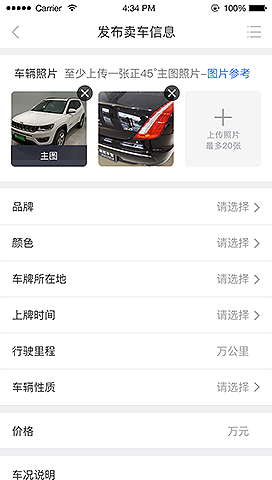 Carrier 4:34 PM 100%
发布卖车信息
车辆照片 至少上传一张正45°主图照片-图片参考
主图
上传照片
最多20张
品牌 请选择
颜色 请选择
车牌所在地 请选择
上牌时间 请选择
行驶里程 万公里
车辆性质 请选择
价格 万元
车况说明